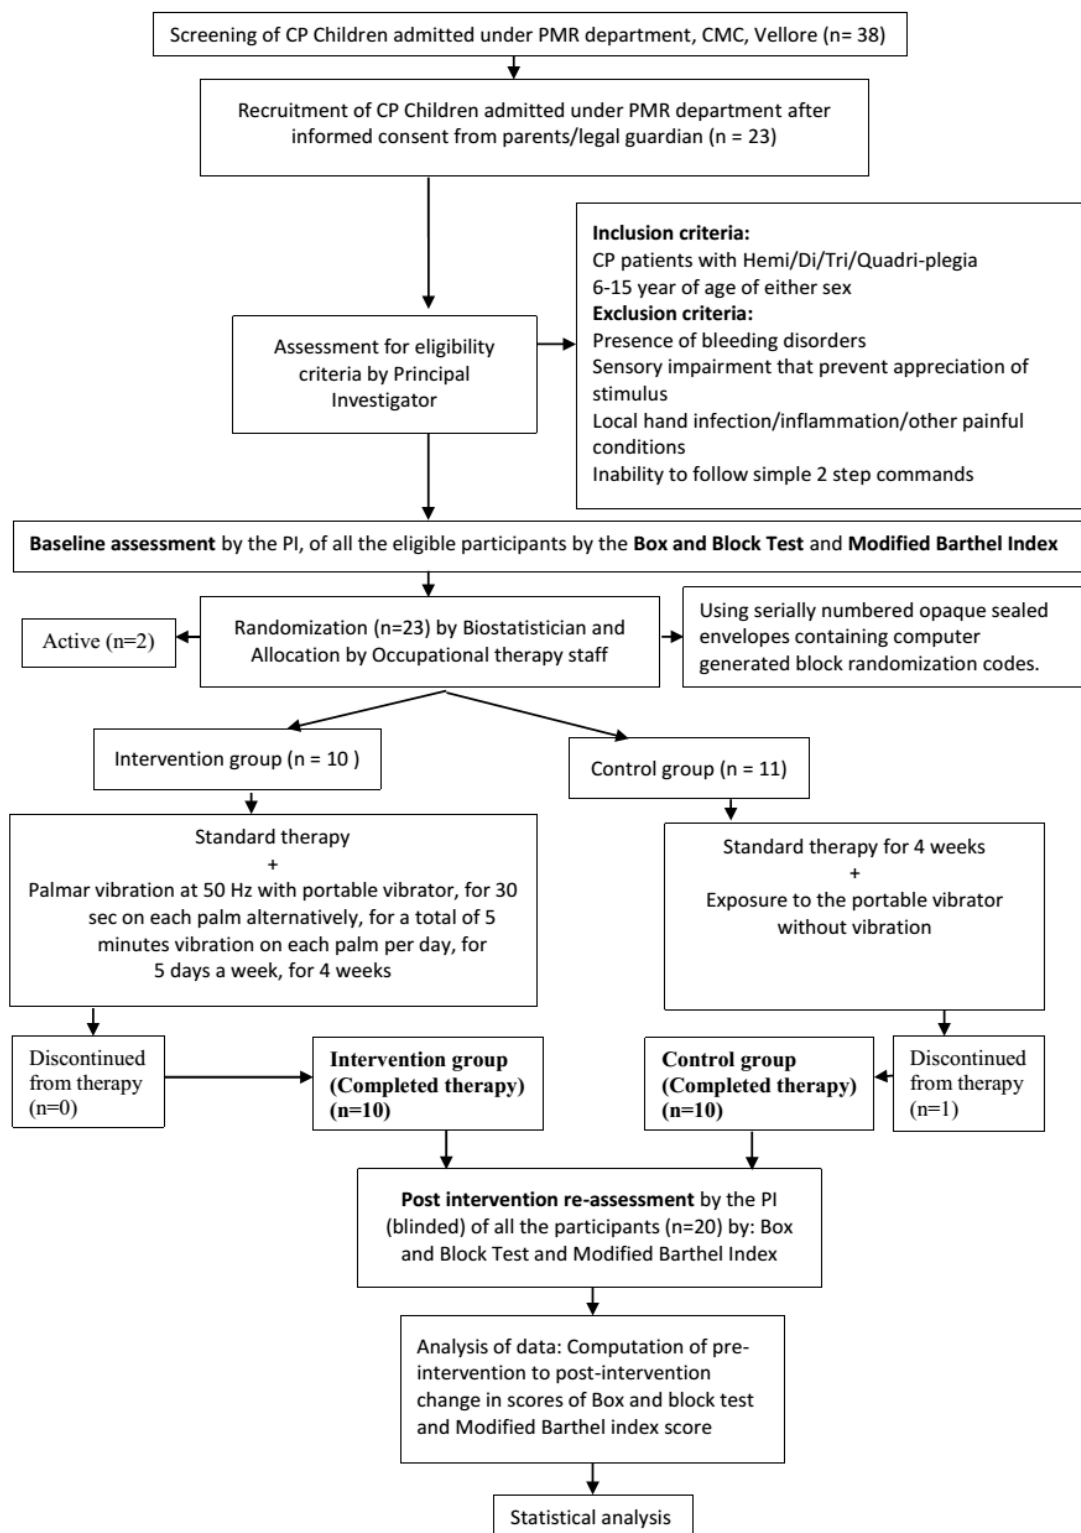 Screening of CP Children admitted under PMR department, CMC, Vellore (n= 38)
Recruitment of CP Children admitted under PMR department after
informed consent from parents/legal guardian (n = 23)
Inclusion criteria:
CP patients with Hemi/Di/Tri/Quadri-plegia
6-15 year of age of either sex
Exclusion criteria:
Presence of bleeding disorders
Sensory impairment that prevent appreciation of
stimulus
Local hand infection/inflammation/other painful
conditions
Inability to follow simple 2 step commands
Assessment for eligibility
criteria by Principal
Investigator
Baseline assessment by the PI, of all the eligible participants by the Box and Block Test and Modified Barthel Index
Active (n=2)
Randomization (n=23) by Biostatistician and
Allocation by Occupational therapy staff
Using serially numbered opaque sealed
envelopes containing computer
generated block randomization codes.
Intervention group (n = 10 )
Control group (n = 11)
Standard therapy
+
Palmar vibration at 50 Hz with portable vibrator, for 30
sec on each palm alternatively, for a total of 5
minutes vibration on each palm per day, for
5 days a week, for 4 weeks
Standard therapy for 4 weeks
+
Exposure to the portable vibrator
without vibration
Discontinued
from therapy
(n=0)
Intervention group
(Completed therapy)
(n=10)
Control group
(Completed therapy)
(n=10)
Discontinued
from therapy
(n=1)
Post intervention re-assessment by the PI
(blinded) of all the participants (n=20) by: Box
and Block Test and Modified Barthel Index
Analysis of data: Computation of pre-
intervention to post-intervention
change in scores of Box and block test
and Modified Barthel index score
Statistical analysis